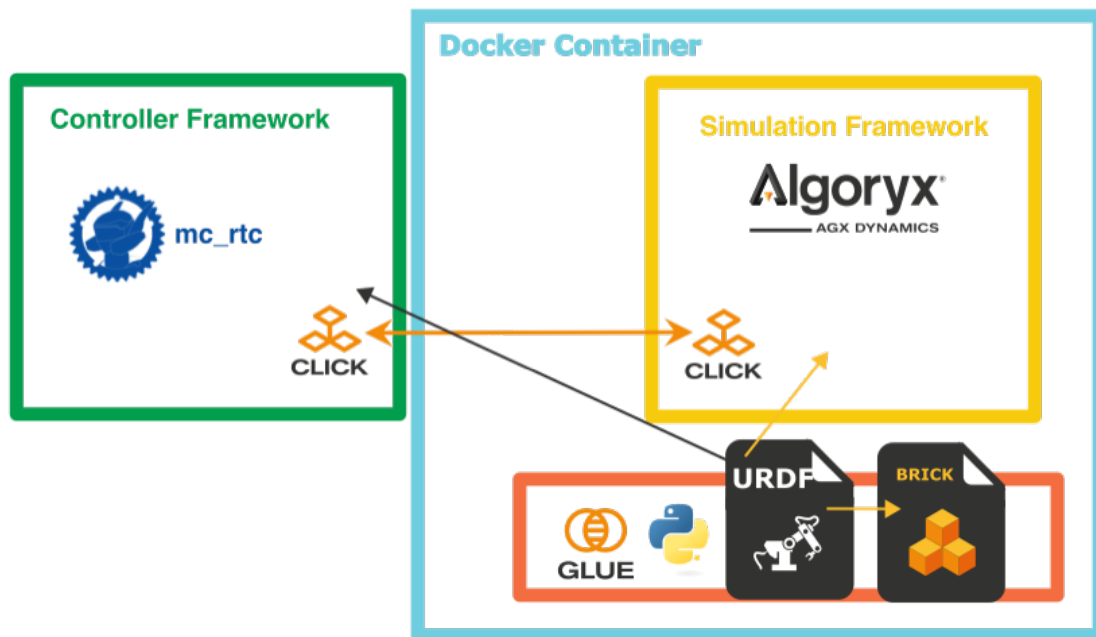 Docker Container
Controller Framework
Simulation Framework
Algoryx®
AGX DYNAMICS
mc_rtc
CLICK
CLICK
URDF
BRICK
GLUE